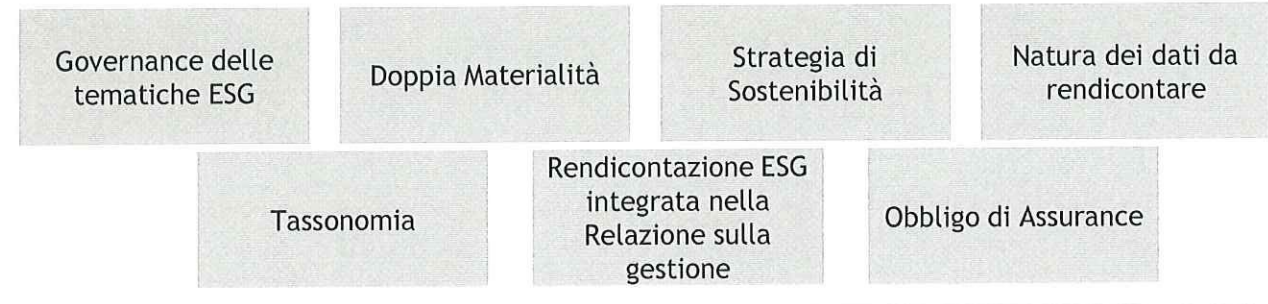 Governance delle
tematiche ESG
Doppia Materialità
Strategia di
Sostenibilità
Natura dei dati da
rendicontare
Tassonomia
Rendicontazione ESG
integrata nella
Relazione sulla
gestione
Obbligo di Assurance